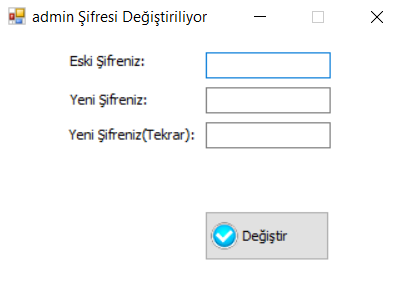 admin Şifresi Değiştiriliyor
Eski Şifreniz:
Yeni Şifreniz:
Yeni Şifreniz(Tekrar):
Değiştir